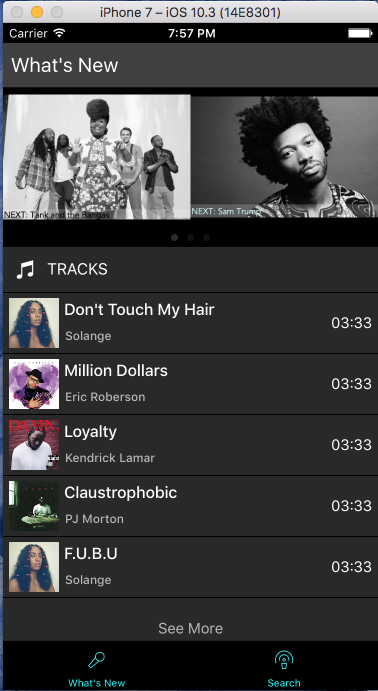 iPhone 7 – iOS 10.3 (14E8301)
Carrier 7:57 PM
What's New
NEXT: Tank and the Bangas
NEXT: Sam Trump
TRACKS
Don't Touch My Hair
Solange
03:33
Million Dollars
Eric Roberson
03:33
DAMN.
Loyalty
Kendrick Lamar
03:33
Claustrophobic
PJ Morton
03:33
F.U.B.U
Solange
03:33
See More
What's New
Search